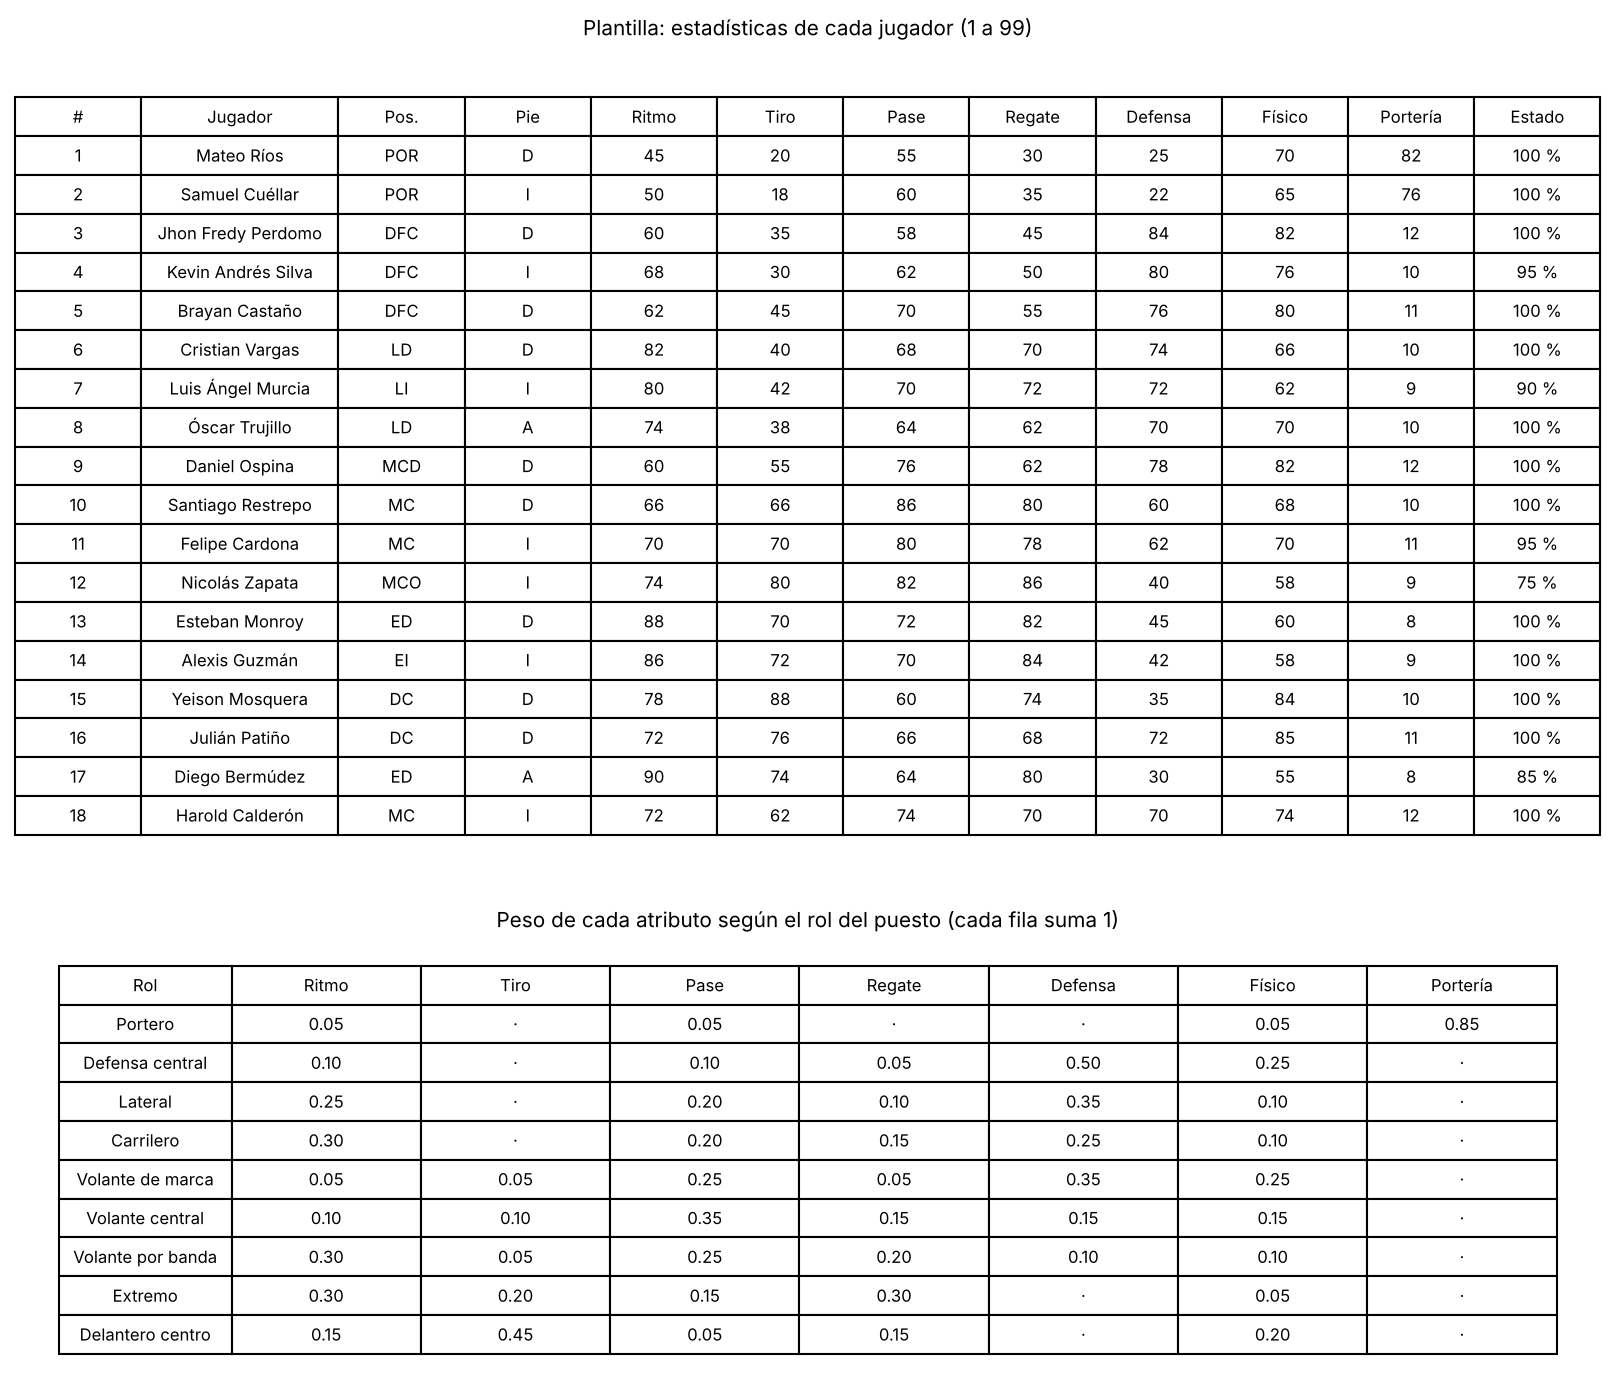 Plantilla: estadísticas de cada jugador (1 a 99)
# Jugador Pos. Pie Ritmo Tiro Pase Regate Defensa Físico Portería Estado
1 Mateo Ríos POR D 45 20 55 30 25 70 82 100 %
2 Samuel Cuéllar POR I 50 18 60 35 22 65 76 100 %
3 Jhon Fredy Perdomo DFC D 60 35 58 45 84 82 12 100 %
4 Kevin Andrés Silva DFC I 68 30 62 50 80 76 10 95 %
5 Brayan Castaño DFC D 62 45 70 55 76 80 11 100 %
6 Cristian Vargas LD D 82 40 68 70 74 66 10 100 %
7 Luis Ángel Murcia LI I 80 42 70 72 72 62 9 90 %
8 Óscar Trujillo LD A 74 38 64 62 70 70 10 100 %
9 Daniel Ospina MCD D 60 55 76 62 78 82 12 100 %
10 Santiago Restrepo MC D 66 66 86 80 60 68 10 100 %
11 Felipe Cardona MC I 70 70 80 78 62 70 11 95 %
12 Nicolás Zapata MCO I 74 80 82 86 40 58 9 75 %
13 Esteban Monroy ED D 88 70 72 82 45 60 8 100 %
14 Alexis Guzmán EI I 86 72 70 84 42 58 9 100 %
15 Yeison Mosquera DC D 78 88 60 74 35 84 10 100 %
16 Julián Patiño DC D 72 76 66 68 72 85 11 100 %
17 Diego Bermúdez ED A 90 74 64 80 30 55 8 85 %
18 Harold Calderón MC I 72 62 74 70 70 74 12 100 %
Peso de cada atributo según el rol del puesto (cada fila suma 1)
Rol Ritmo Tiro Pase Regate Defensa Físico Portería
Portero 0.05 · 0.05 · · 0.05 0.85
Defensa central 0.10 · 0.10 0.05 0.50 0.25 ·
Lateral 0.25 · 0.20 0.10 0.35 0.10 ·
Carrilero 0.30 · 0.20 0.15 0.25 0.10 ·
Volante de marca 0.05 0.05 0.25 0.05 0.35 0.25 ·
Volante central 0.10 0.10 0.35 0.15 0.15 0.15 ·
Volante por banda 0.30 0.05 0.25 0.20 0.10 0.10 ·
Extremo 0.30 0.20 0.15 0.30 · 0.05 ·
Delantero centro 0.15 0.45 0.05 0.15 · 0.20 ·